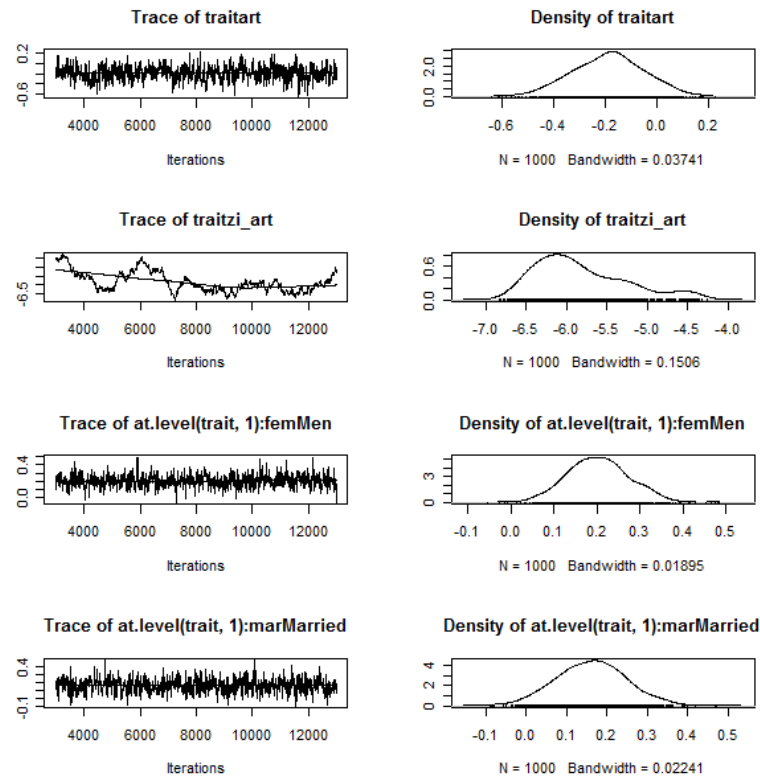 Trace of traitart
Density of traitart
0.2
-0.6
4000 6000 8000 10000 12000
Iterations
2.0
0.0
-0.6 -0.4 -0.2 0.0 0.2
N = 1000 Bandwidth = 0.03741
Trace of traitzi_art
Density of traitzi_art
-6.5
4000 6000 8000 10000 12000
Iterations
0.6
0.0
-7.0 -6.5 -6.0 -5.5 -5.0 -4.5 -4.0
N = 1000 Bandwidth = 0.1506
Trace of at.level(trait, 1):femMen
Density of at.level(trait, 1):femMen
0.4
0.0
4000 6000 8000 10000 12000
Iterations
3
0
-0.1 0.0 0.1 0.2 0.3 0.4 0.5
N = 1000 Bandwidth = 0.01895
Trace of at.level(trait, 1):marMarried
Density of at.level(trait, 1):marMarried
0.4
-0.1
4000 6000 8000 10000 12000
Iterations
4
2
0
-0.1 0.0 0.1 0.2 0.3 0.4 0.5
N = 1000 Bandwidth = 0.02241